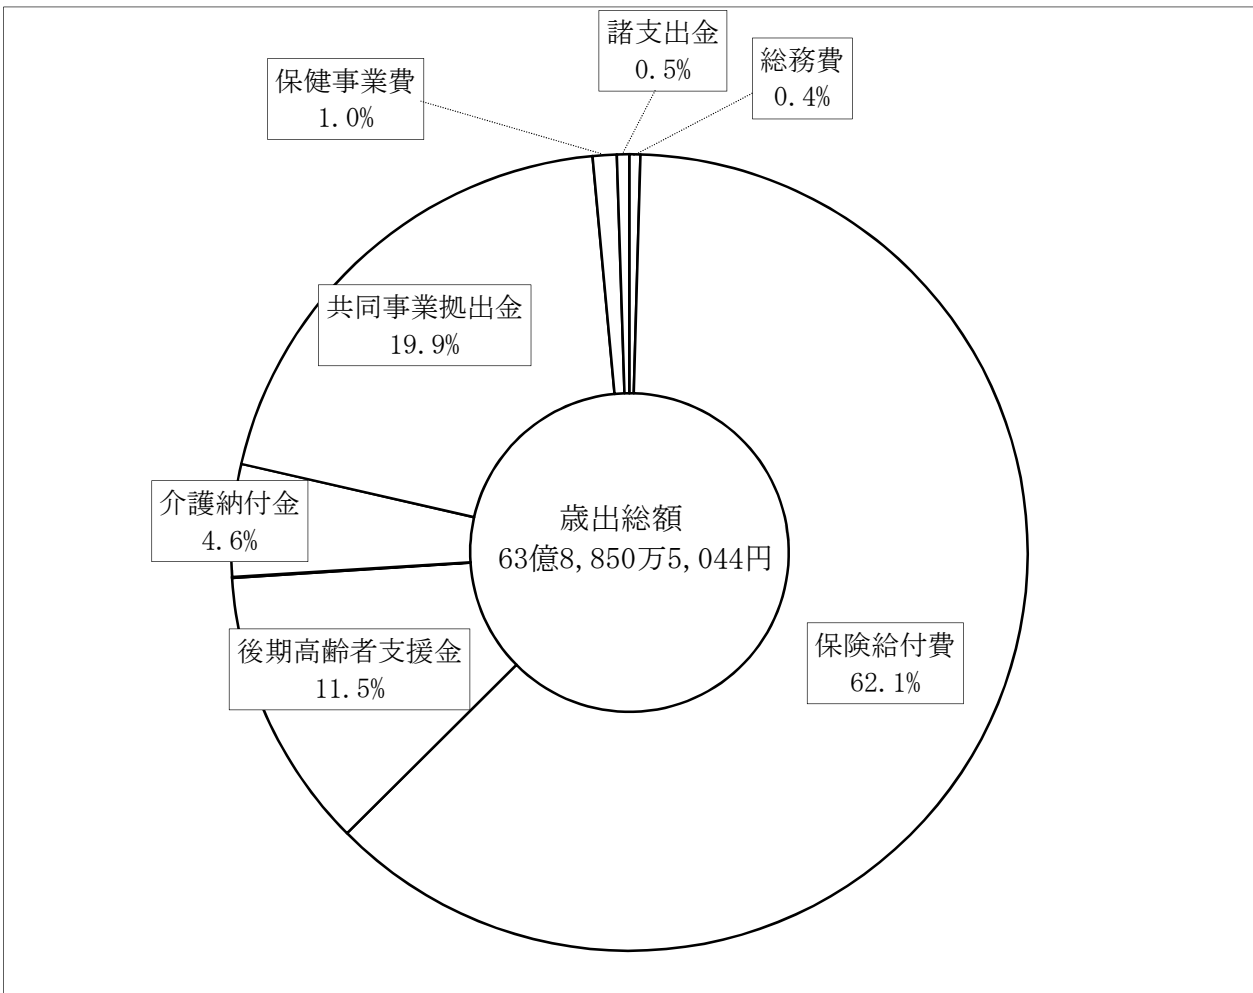 諸支出金
0.5%
総務費
0.4%
保健事業費
1.0%
共同事業拠出金
19.9%
介護納付金
4.6%
歳出総額
63億8,850万5,044円
後期高齢者支援金
11.5%
保険給付費
62.1%